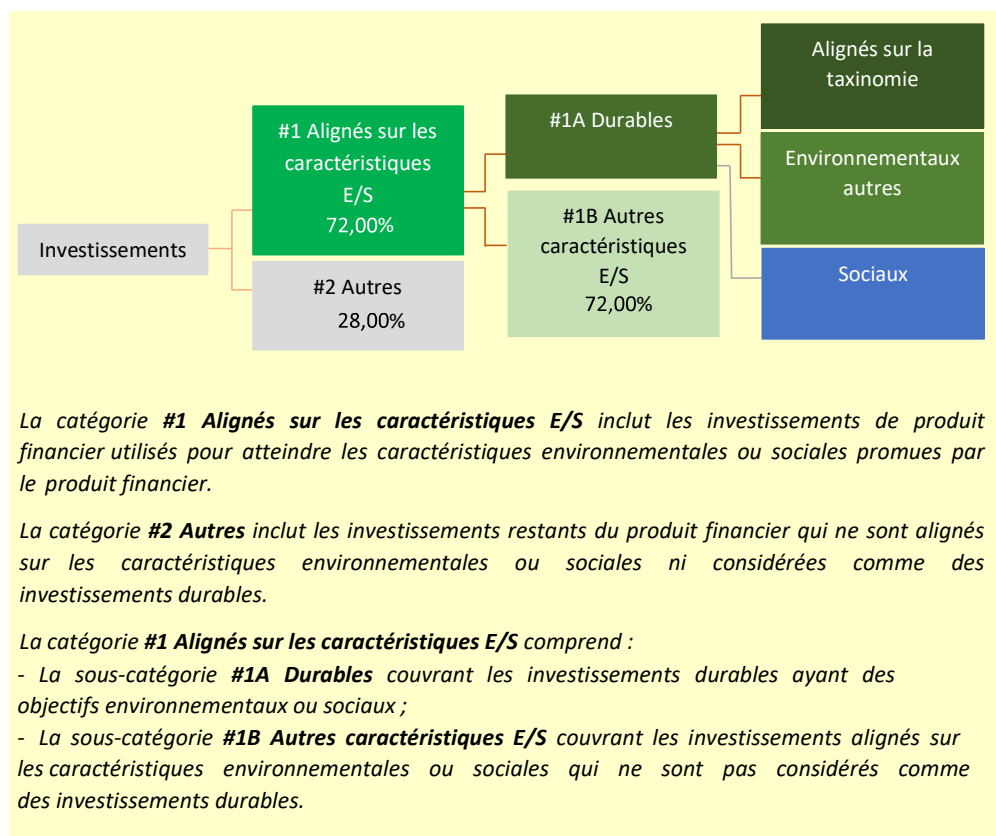 Investissements
#1 Alignés sur les
caractéristiques
E/S
72,00%
#2 Autres
28,00%
#1A Durables
#1B Autres
caractéristiques
E/S
72,00%
Alignés sur la
taxinomie
Environnementaux
autres
Sociaux
La catégorie #1 Alignés sur les caractéristiques E/S inclut les investissements de produit
financier utilisés pour atteindre les caractéristiques environnementales ou sociales promues par
le produit financier.
La catégorie #2 Autres inclut les investissements restants du produit financier qui ne sont alignés
sur les caractéristiques environnementales ou sociales ni considérées comme des
investissements durables.
La catégorie #1 Alignés sur les caractéristiques E/S comprend :
- La sous-catégorie #1A Durables couvrant les investissements durables ayant des
objectifs environnementaux ou sociaux ;
- La sous-catégorie #1B Autres caractéristiques E/S couvrant les investissements alignés sur
les caractéristiques environnementales ou sociales qui ne sont pas considérés comme
des investissements durables.